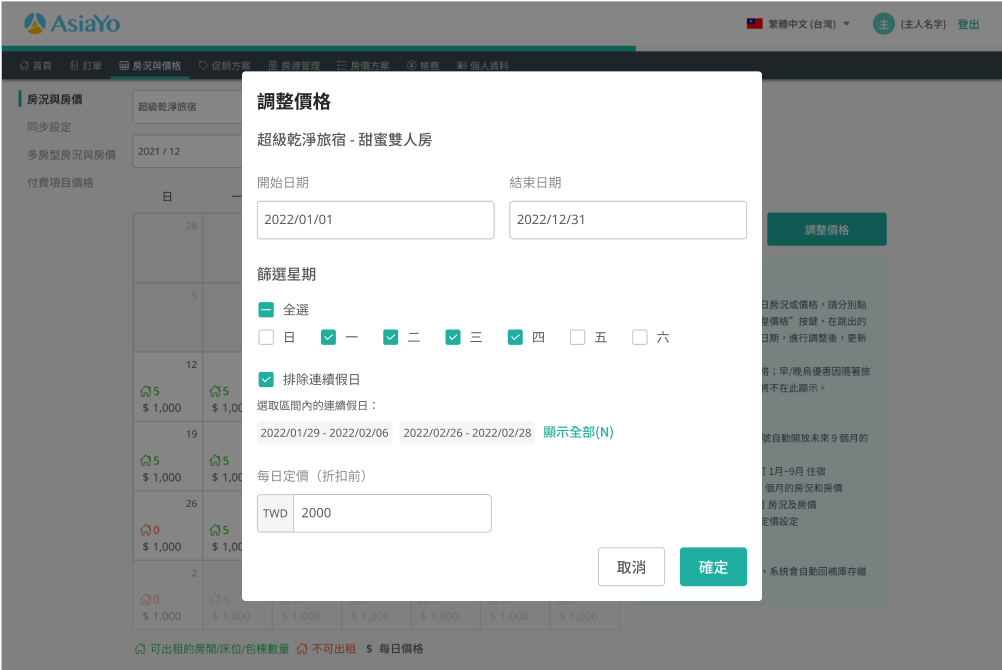 AsiaYo
繁體中文 (台灣)
主
{主人名字}
登出
首頁
訂單
房況與價格
促銷方案
房源管理
房價方案
帳務
個人資料
房況與房價
同步設定
多房型房況與房價
付費項目價格
超級乾淨旅宿
2021 / 12
日
一
調整價格
超級乾淨旅宿 - 甜蜜雙人房
開始日期
結束日期
2022/01/01
2022/12/31
篩選星期
全選
日 一 二 三 四 五 六
排除連續假日
選取區間內的連續假日：
2022/01/29 - 2022/02/06
2022/02/26 - 2022/02/28
顯示全部(N)
每日定價（折扣前）
TWD
2000
取消
確定
28
5
12
5
$ 1,000
5
$ 1,00
19
5
$ 1,000
5
$ 1,00
26
0
$ 1,000
5
$ 1,00
2
0
$ 1,000
5
$ 1,000
$ 1,000
$ 1,000
$ 1,000
$ 1,000
$ 1,000
可出租的房間/床位/包棟數量
不可出租
$ 每日價格
調整價格
日房況或價格，請分別點
整價格”按鍵，在跳出的
日期，進行調整後，更新
格；早/晚鳥優惠因隨著旅
將不在此顯示。
號自動開放未來 9 個月的
1月~9月 住宿
個月的房況和房價
房況及房價
定價設定
，系統會自動回補庫存繼